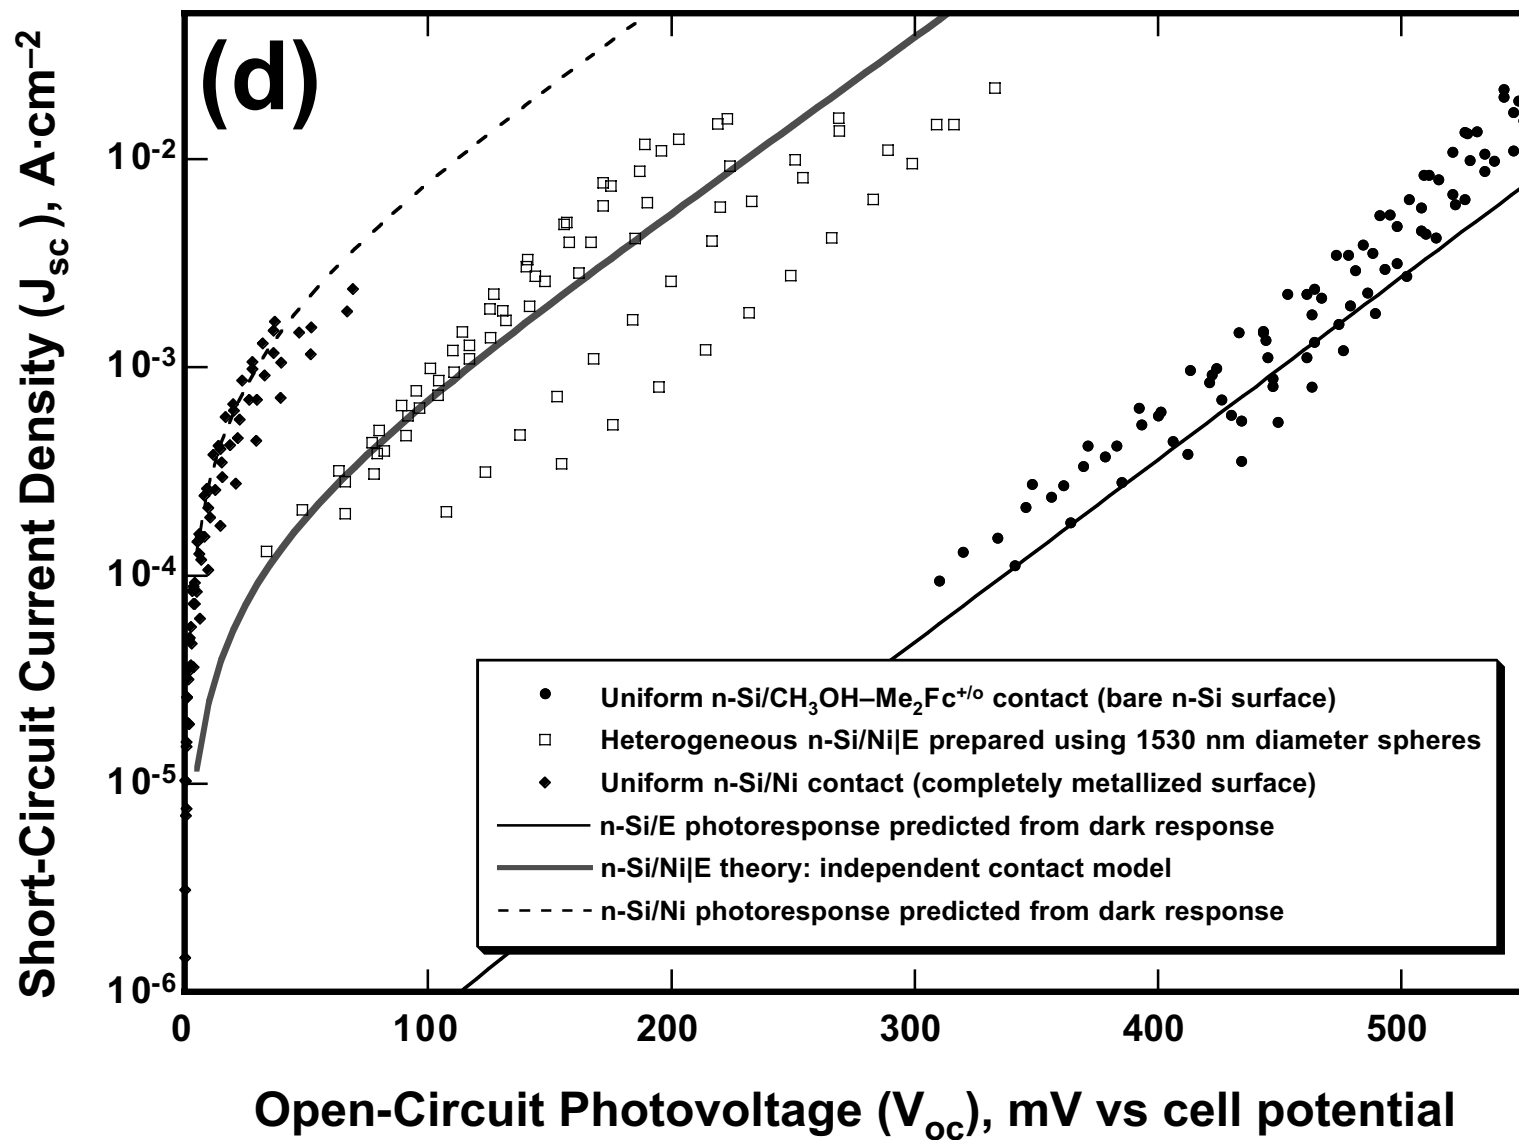 (d)
Short-Circuit Current Density (J_sc), A·cm⁻²
10⁻²
10⁻³
10⁻⁴
10⁻⁵
10⁻⁶
Uniform n-Si/CH₃OH–Me₂Fc⁺/⁰ contact (bare n-Si surface)
Heterogeneous n-Si/Ni|E prepared using 1530 nm diameter spheres
Uniform n-Si/Ni contact (completely metallized surface)
n-Si/E photoresponse predicted from dark response
n-Si/Ni|E theory: independent contact model
n-Si/Ni photoresponse predicted from dark response
0 100 200 300 400 500
Open-Circuit Photovoltage (V_oc), mV vs cell potential